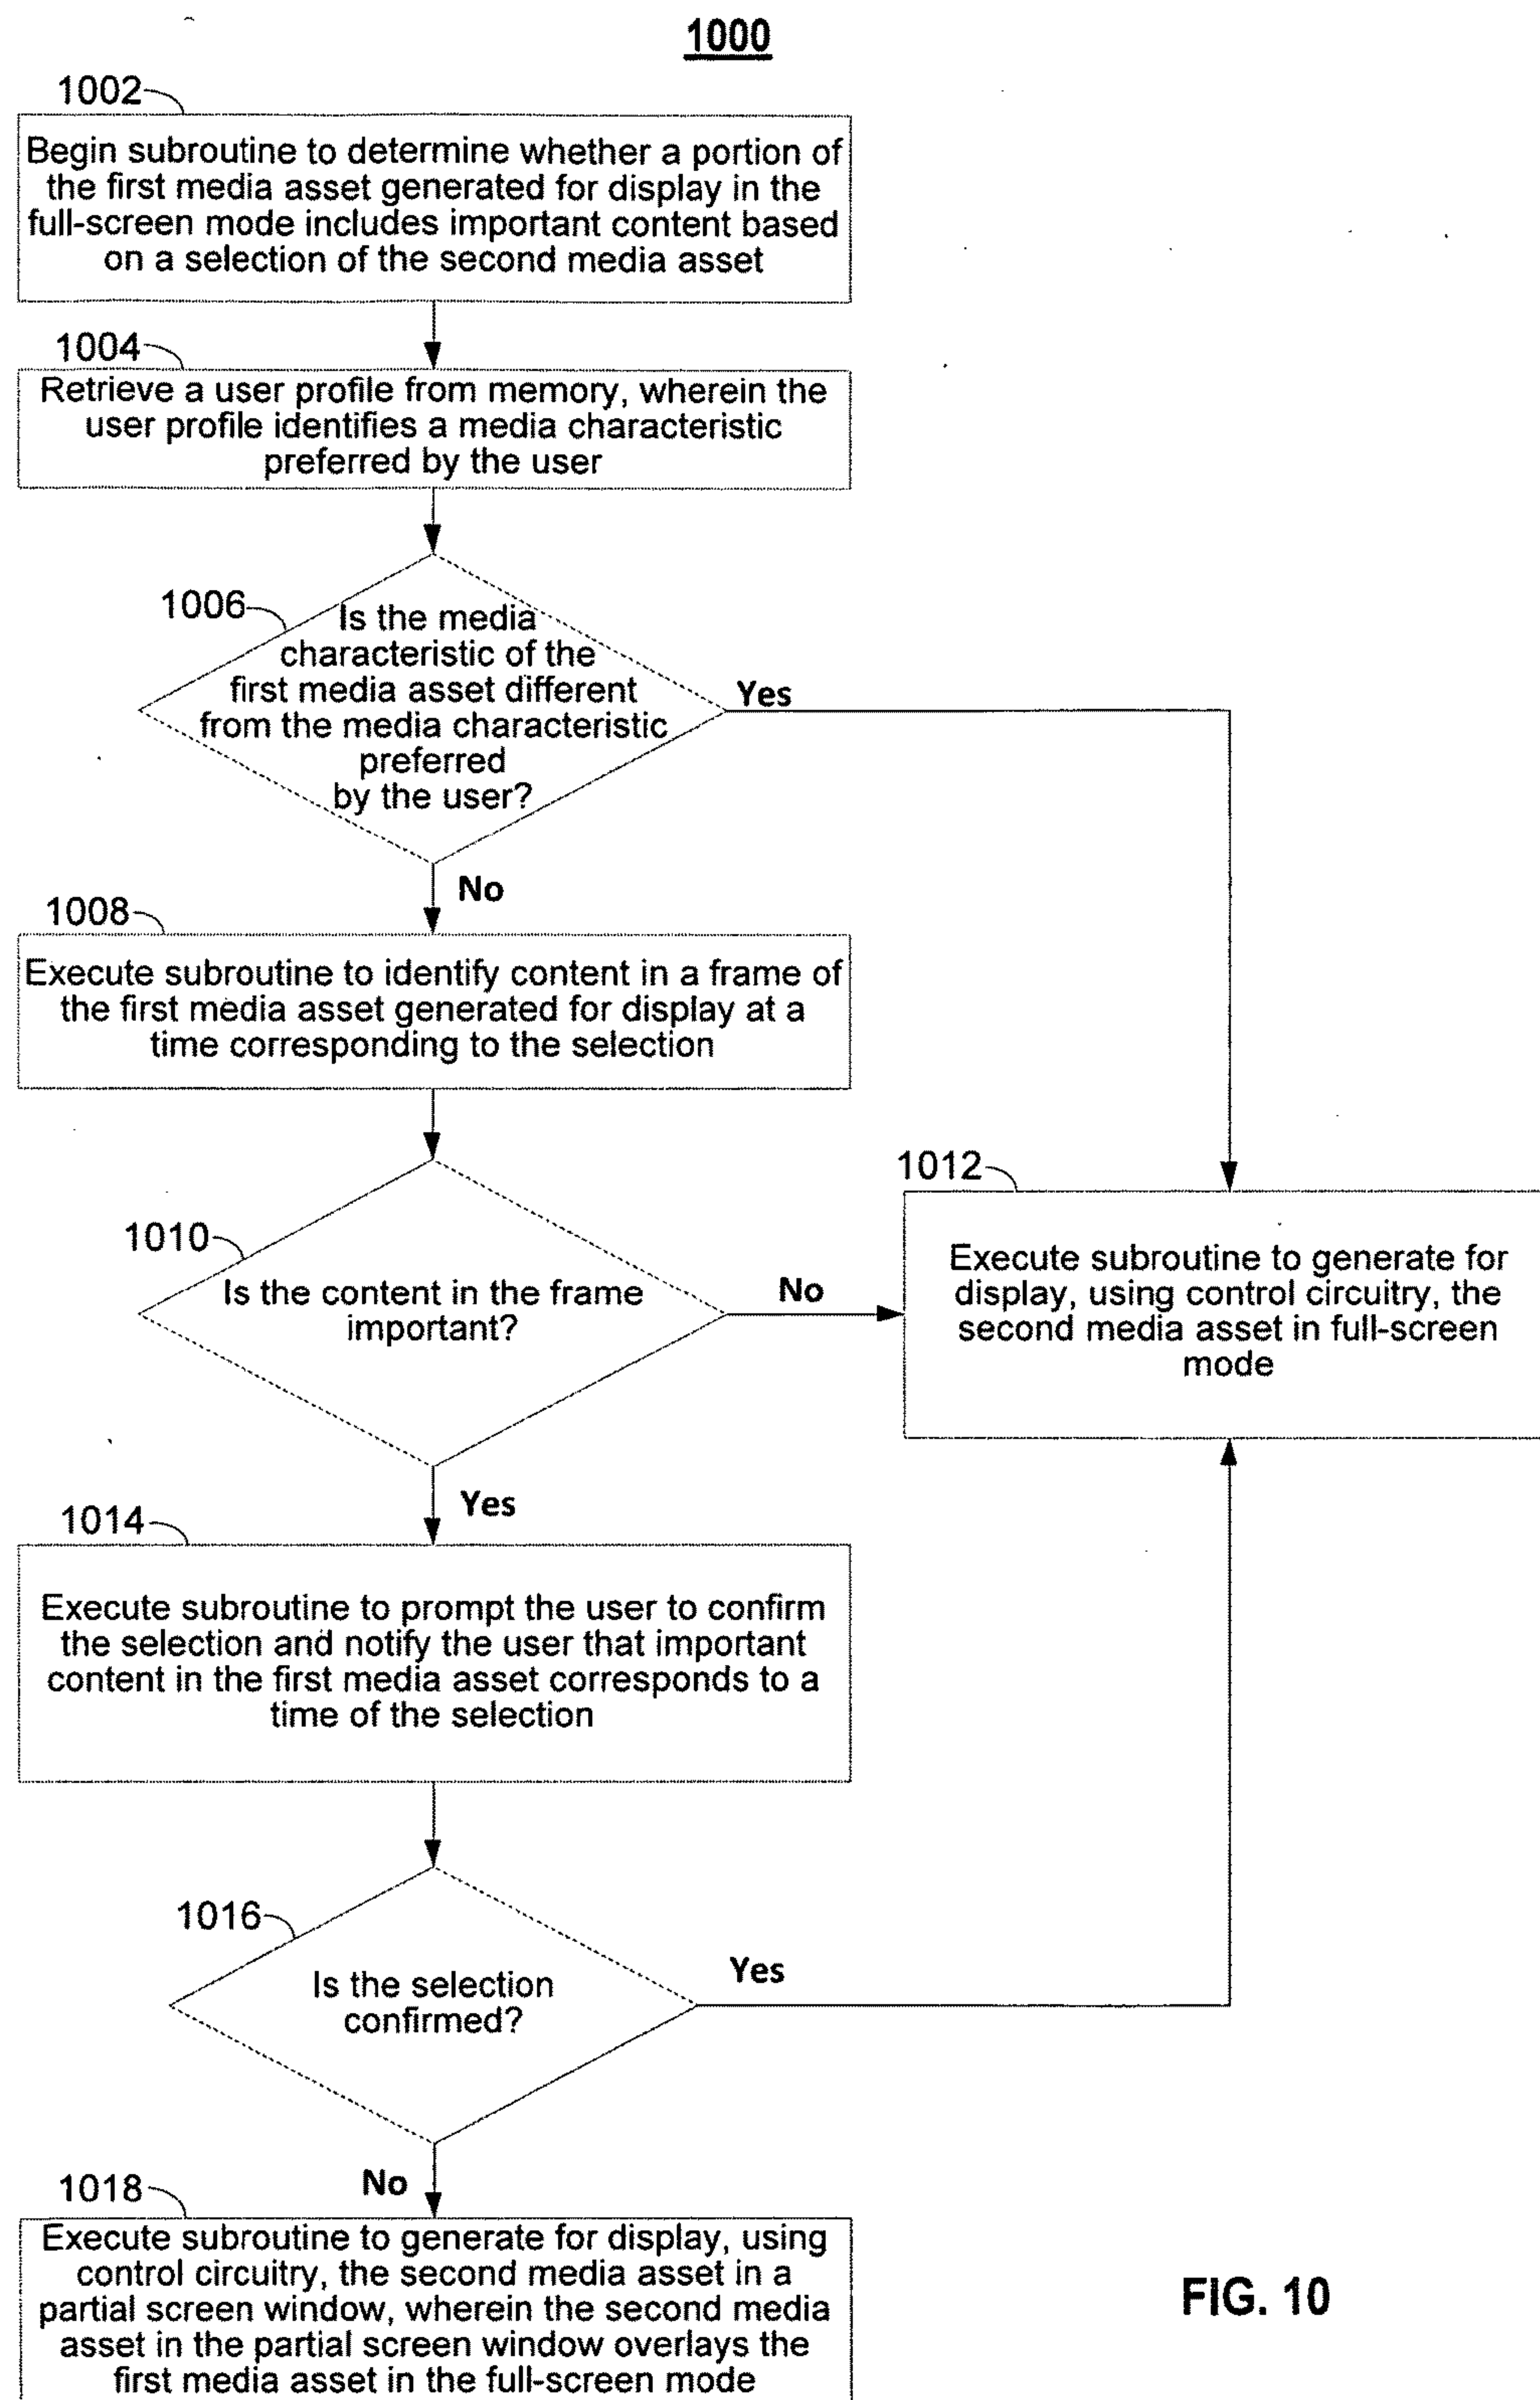 1000
1002
Begin subroutine to determine whether a portion of
the first media asset generated for display in the
full-screen mode includes important content based
on a selection of the second media asset
1004
Retrieve a user profile from memory, wherein the
user profile identifies a media characteristic
preferred by the user
1006
Is the media
characteristic of the
first media asset different
from the media characteristic
preferred
by the user?
Yes
No
1008
Execute subroutine to identify content in a frame of
the first media asset generated for display at a
time corresponding to the selection
1010
Is the content in the frame
important?
No
1012
Execute subroutine to generate for
display, using control circuitry, the
second media asset in full-screen
mode
Yes
1014
Execute subroutine to prompt the user to confirm
the selection and notify the user that important
content in the first media asset corresponds to a
time of the selection
1016
Is the selection
confirmed?
Yes
No
1018
Execute subroutine to generate for display, using
control circuitry, the second media asset in a
partial screen window, wherein the second media
asset in the partial screen window overlays the
first media asset in the full-screen mode
FIG. 10